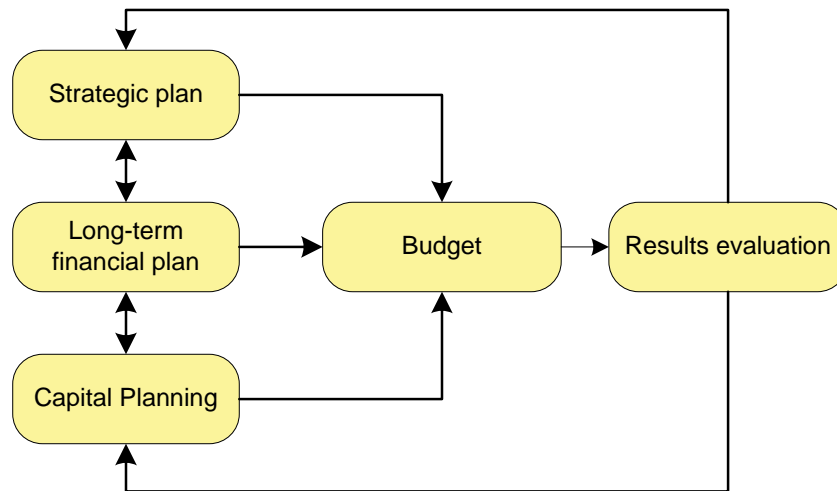 Strategic plan
Long-term
financial plan
Budget
Results evaluation
Capital Planning